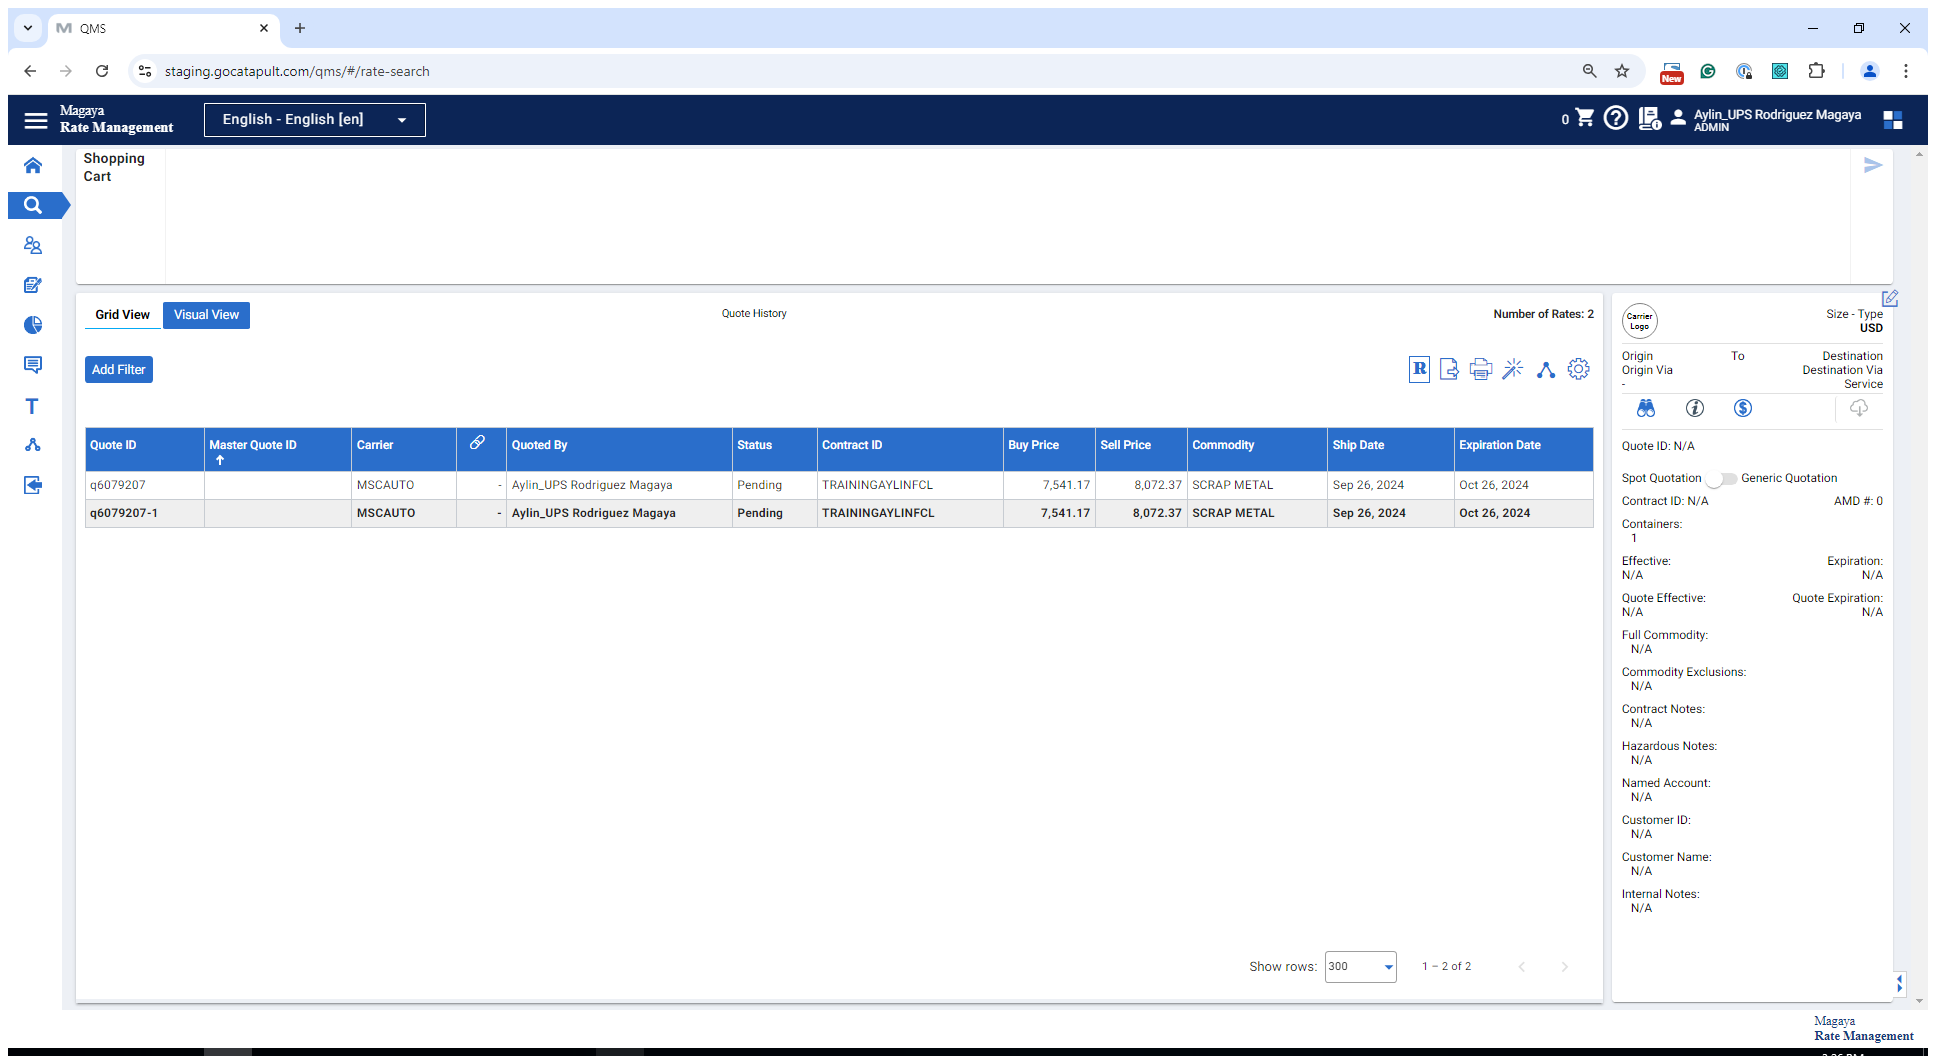 QMS
staging.gocatapult.com/qms/#/rate-search
New
Magaya
Rate Management
English - English [en]
0
Aylin_UPS Rodriguez Magaya
ADMIN
Shopping
Cart
Grid View
Visual View
Quote History
Number of Rates: 2
Add Filter
R
Quote ID Master Quote ID Carrier Quoted By Status Contract ID Buy Price Sell Price Commodity Ship Date Expiration Date
q6079207 MSCAUTO - Aylin_UPS Rodriguez Magaya Pending TRAININGAYLINFCL 7,541.17 8,072.37 SCRAP METAL Sep 26, 2024 Oct 26, 2024
q6079207-1 MSCAUTO - Aylin_UPS Rodriguez Magaya Pending TRAININGAYLINFCL 7,541.17 8,072.37 SCRAP METAL Sep 26, 2024 Oct 26, 2024
Show rows: 300 1 – 2 of 2
Carrier
Logo
Size - Type
USD
Origin To Destination
Origin Via Destination Via
- Service
Quote ID: N/A
Spot Quotation Generic Quotation
Contract ID: N/A AMD #: 0
Containers:
1
Effective: Expiration:
N/A N/A
Quote Effective: Quote Expiration:
N/A N/A
Full Commodity:
N/A
Commodity Exclusions:
N/A
Contract Notes:
N/A
Hazardous Notes:
N/A
Named Account:
N/A
Customer ID:
N/A
Customer Name:
N/A
Internal Notes:
N/A
Magaya
Rate Management